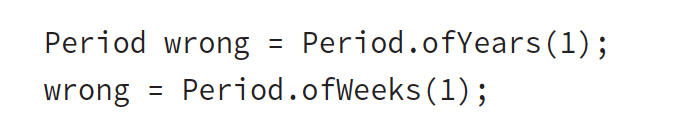 Period wrong = Period.ofYears(1);
wrong = Period.ofWeeks(1);